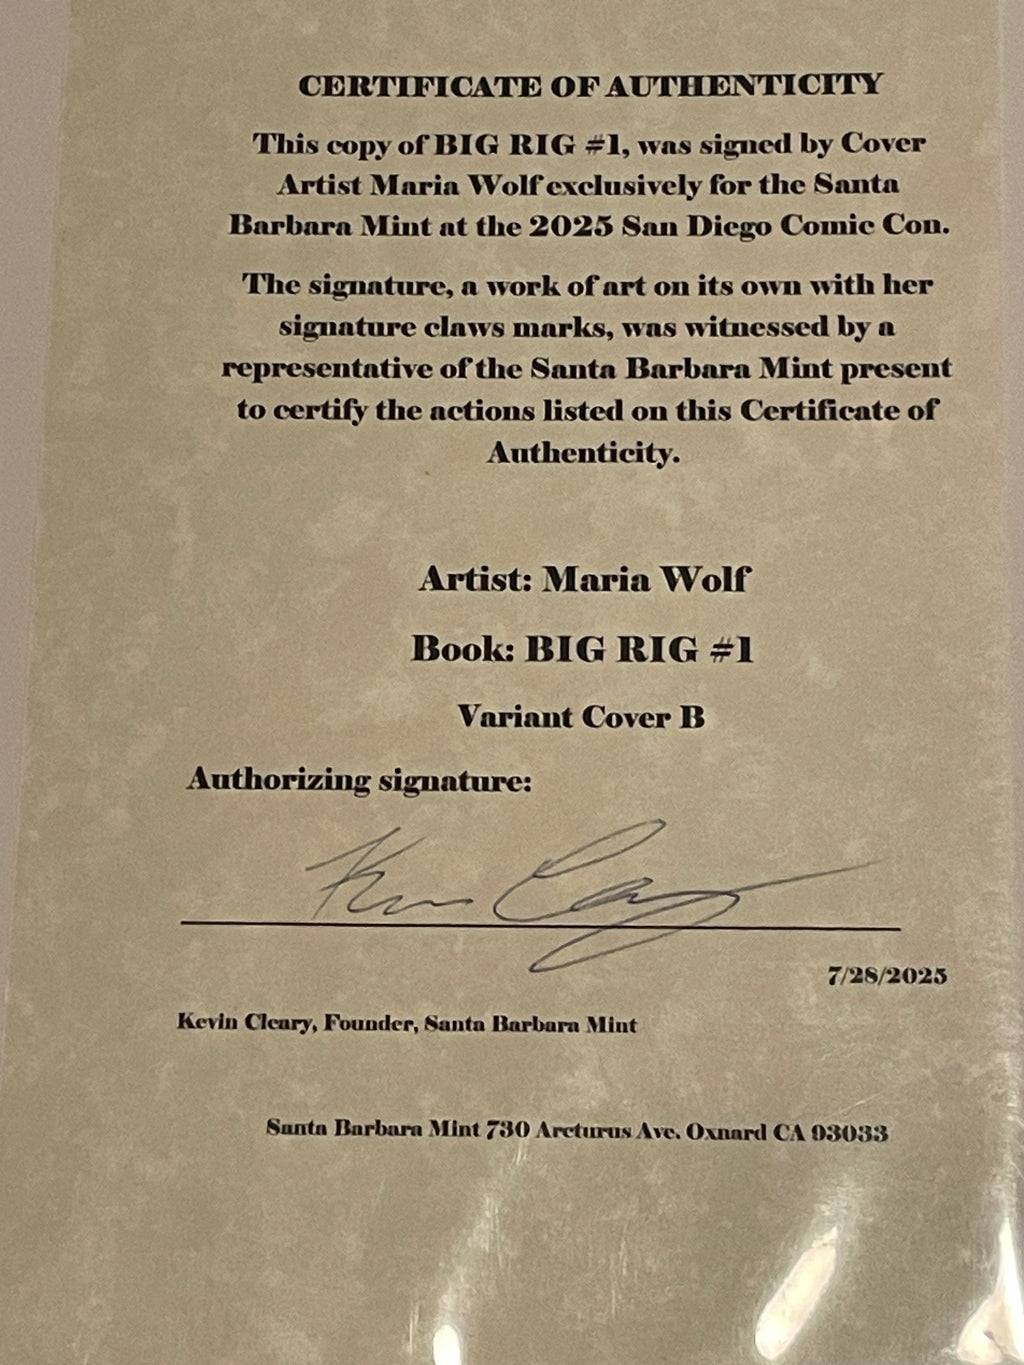 CERTIFICATE OF AUTHENTICITY
This copy of BIG RIG #1, was signed by Cover
Artist Maria Wolf exclusively for the Santa
Barbara Mint at the 2025 San Diego Comic Con.
The signature, a work of art on its own with her
signature claws marks, was witnessed by a
representative of the Santa Barbara Mint present
to certify the actions listed on this Certificate of
Authenticity.
Artist: Maria Wolf
Book: BIG RIG #1
Variant Cover B
Authorizing signature:
7/28/2025
Kevin Cleary, Founder, Santa Barbara Mint
Santa Barbara Mint 730 Arcturus Ave. Oxnard CA 93033